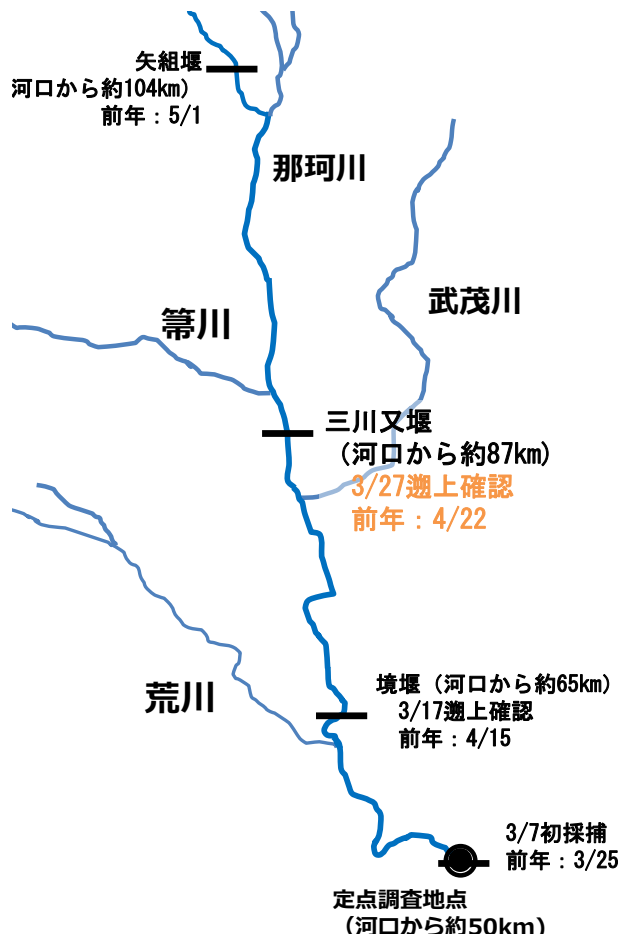 矢組堰
河口から約104km)
前年：5/1
那珂川
武茂川
箒川
三川又堰
(河口から約87km)
3/27遡上確認
前年：4/22
荒川
境堰（河口から約65km)
3/17遡上確認
前年：4/15
3/7初採捕
前年：3/25
定点調査地点
（河口から約50km）